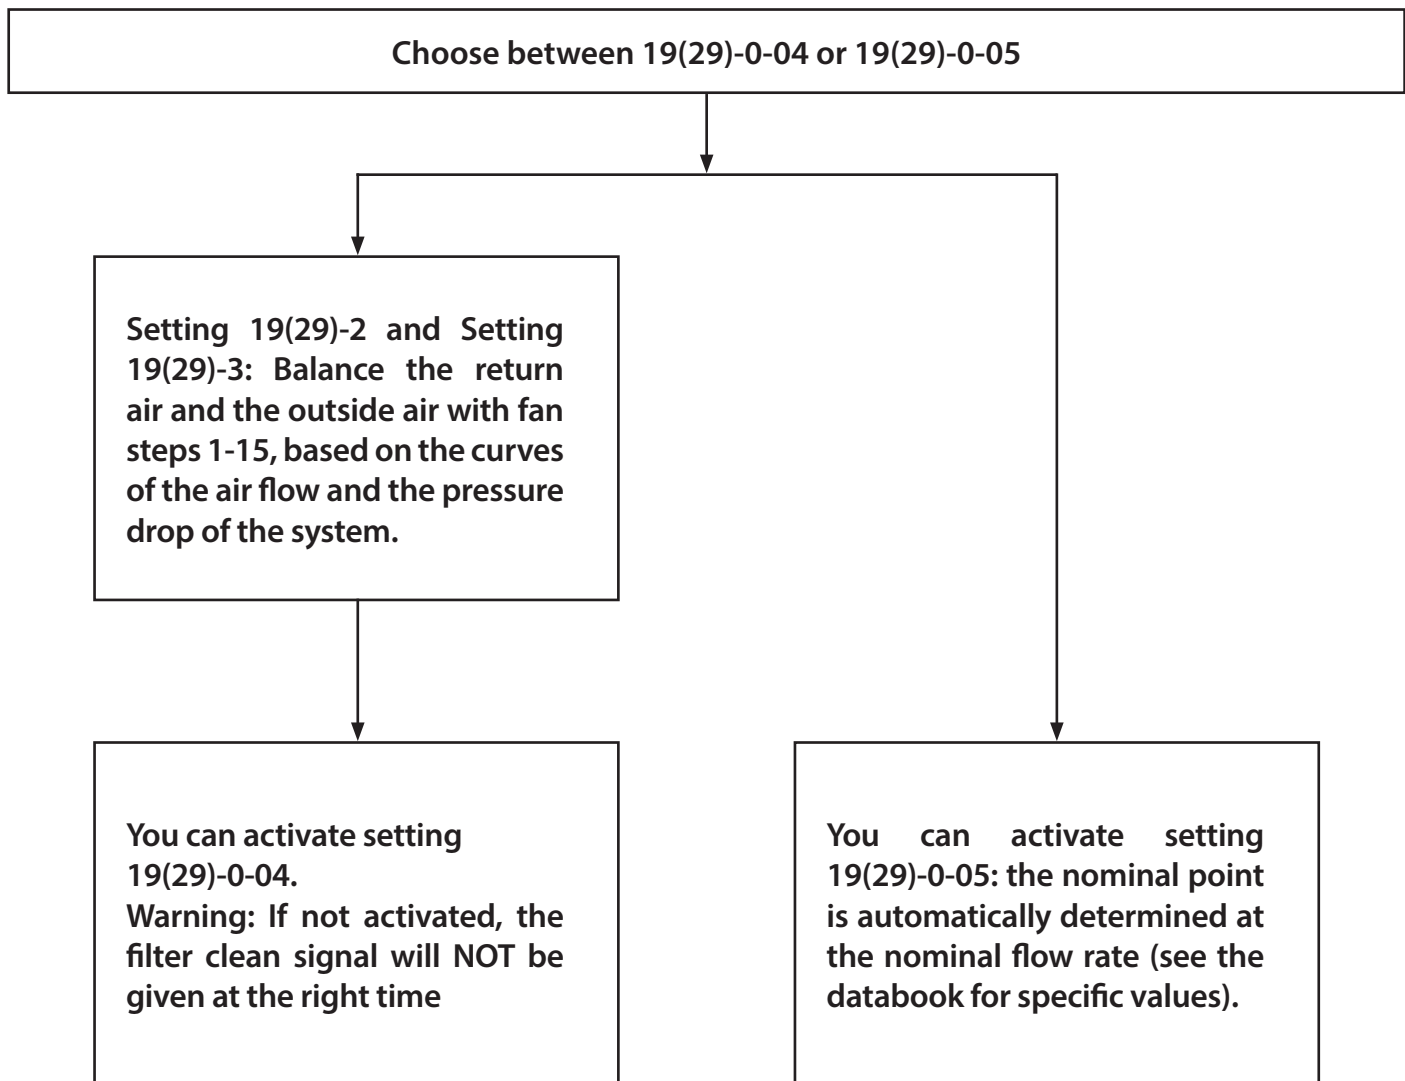 Choose between 19(29)-0-04 or 19(29)-0-05
Setting 19(29)-2 and Setting
19(29)-3: Balance the return
air and the outside air with fan
steps 1-15, based on the curves
of the air flow and the pressure
drop of the system.
You can activate setting
19(29)-0-04.
Warning: If not activated, the
filter clean signal will NOT be
given at the right time
You can activate setting
19(29)-0-05: the nominal point
is automatically determined at
the nominal flow rate (see the
databook for specific values).